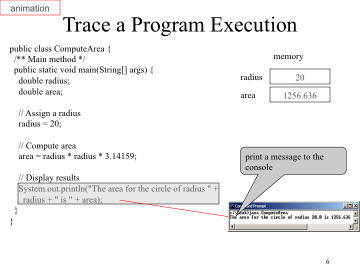 animation
Trace a Program Execution
public class ComputeArea {
/** Main method */
public static void main(String[] args) {
double radius;
double area;
// Assign a radius
radius = 20;
// Compute area
area = radius * radius * 3.14159;
// Display results
System.out.println("The area for the circle of radius " +
radius + " is " + area);
}
}
memory
radius 20
area 1256.636
print a message to the
console
Command Prompt
java ComputeArea
The area for the circle of radius 20.0 is 1256.636
6